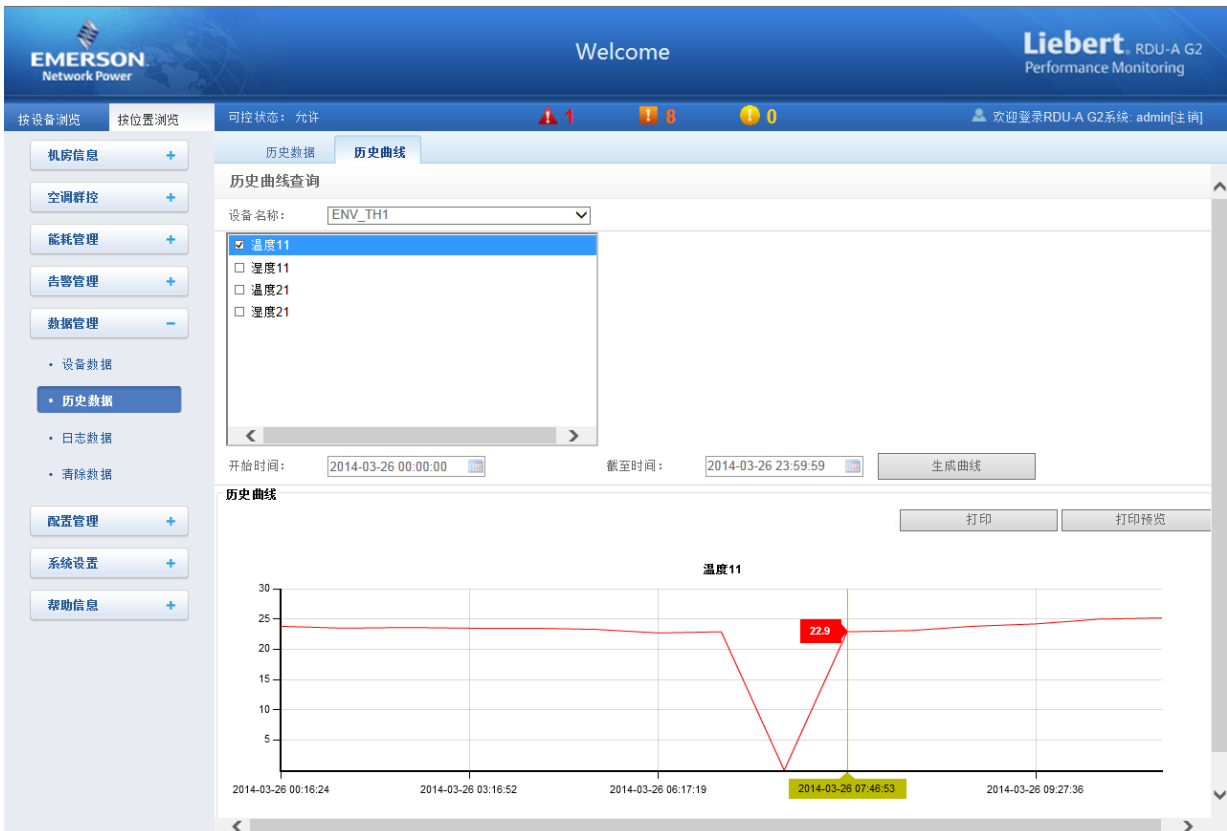 EMERSON
Network Power
Welcome
Liebert. RDU-A G2
Performance Monitoring
按设备浏览 按位置浏览 可控状态: 允许 1 8 0 欢迎登录RDU-A G2系统: admin[注销]
机房信息 +
空调群控 +
能耗管理 +
告警管理 +
数据管理 −
• 设备数据
• 历史数据
• 日志数据
• 清除数据
配置管理 +
系统设置 +
帮助信息 +
历史数据 历史曲线
历史曲线查询
设备名称: ENV_TH1
温度11
湿度11
温度21
湿度21
开始时间: 2014-03-26 00:00:00 截至时间: 2014-03-26 23:59:59 生成曲线
历史曲线
打印 打印预览
温度11
30
25
22.9
20
15
10
5
2014-03-26 00:16:24 2014-03-26 03:16:52 2014-03-26 06:17:19 2014-03-26 07:46:53 2014-03-26 09:27:36